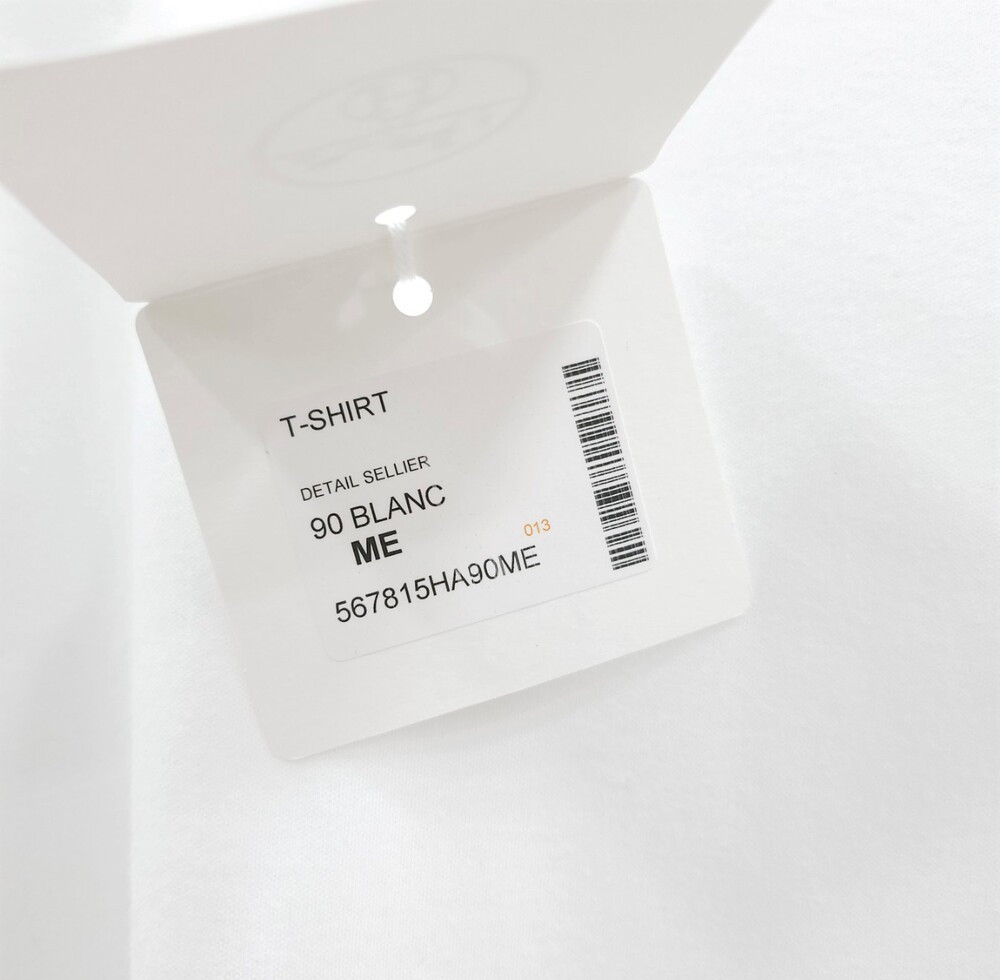 T-SHIRT
DETAIL SELLIER
90 BLANC
ME
013
567815HA90ME